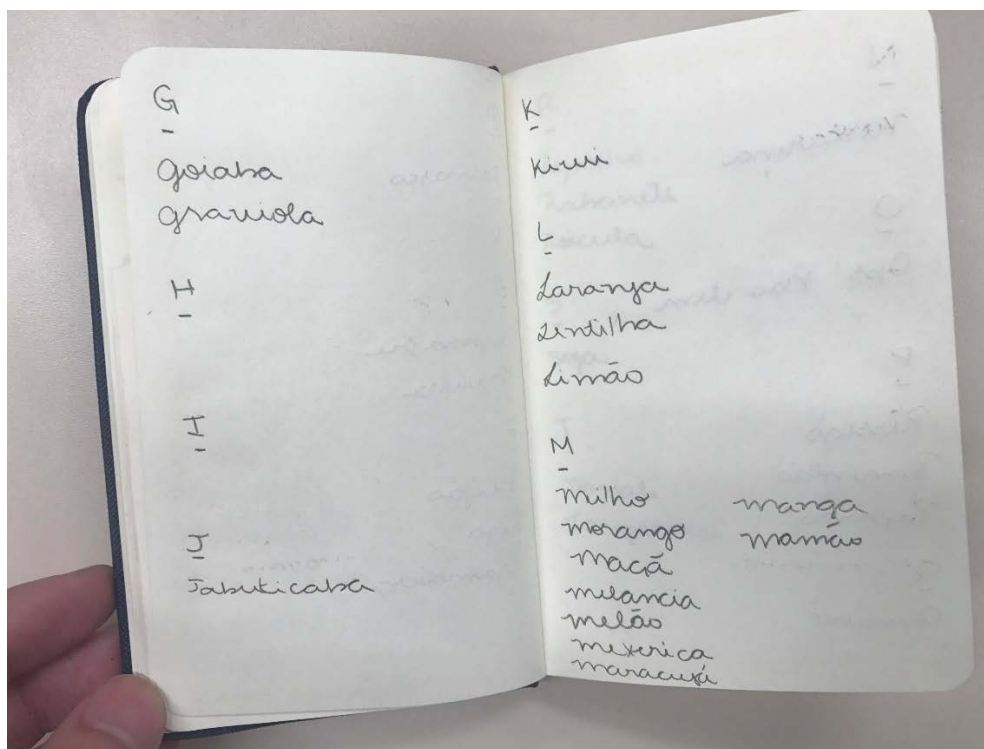 G
goiaba
graviola
H
I
J
Jabuticaba
K
Kiwi
L
Laranja
Lentilha
Limão
M
milho manga
morango mamão
maçã
melancia
melão
mexerica
maracujá